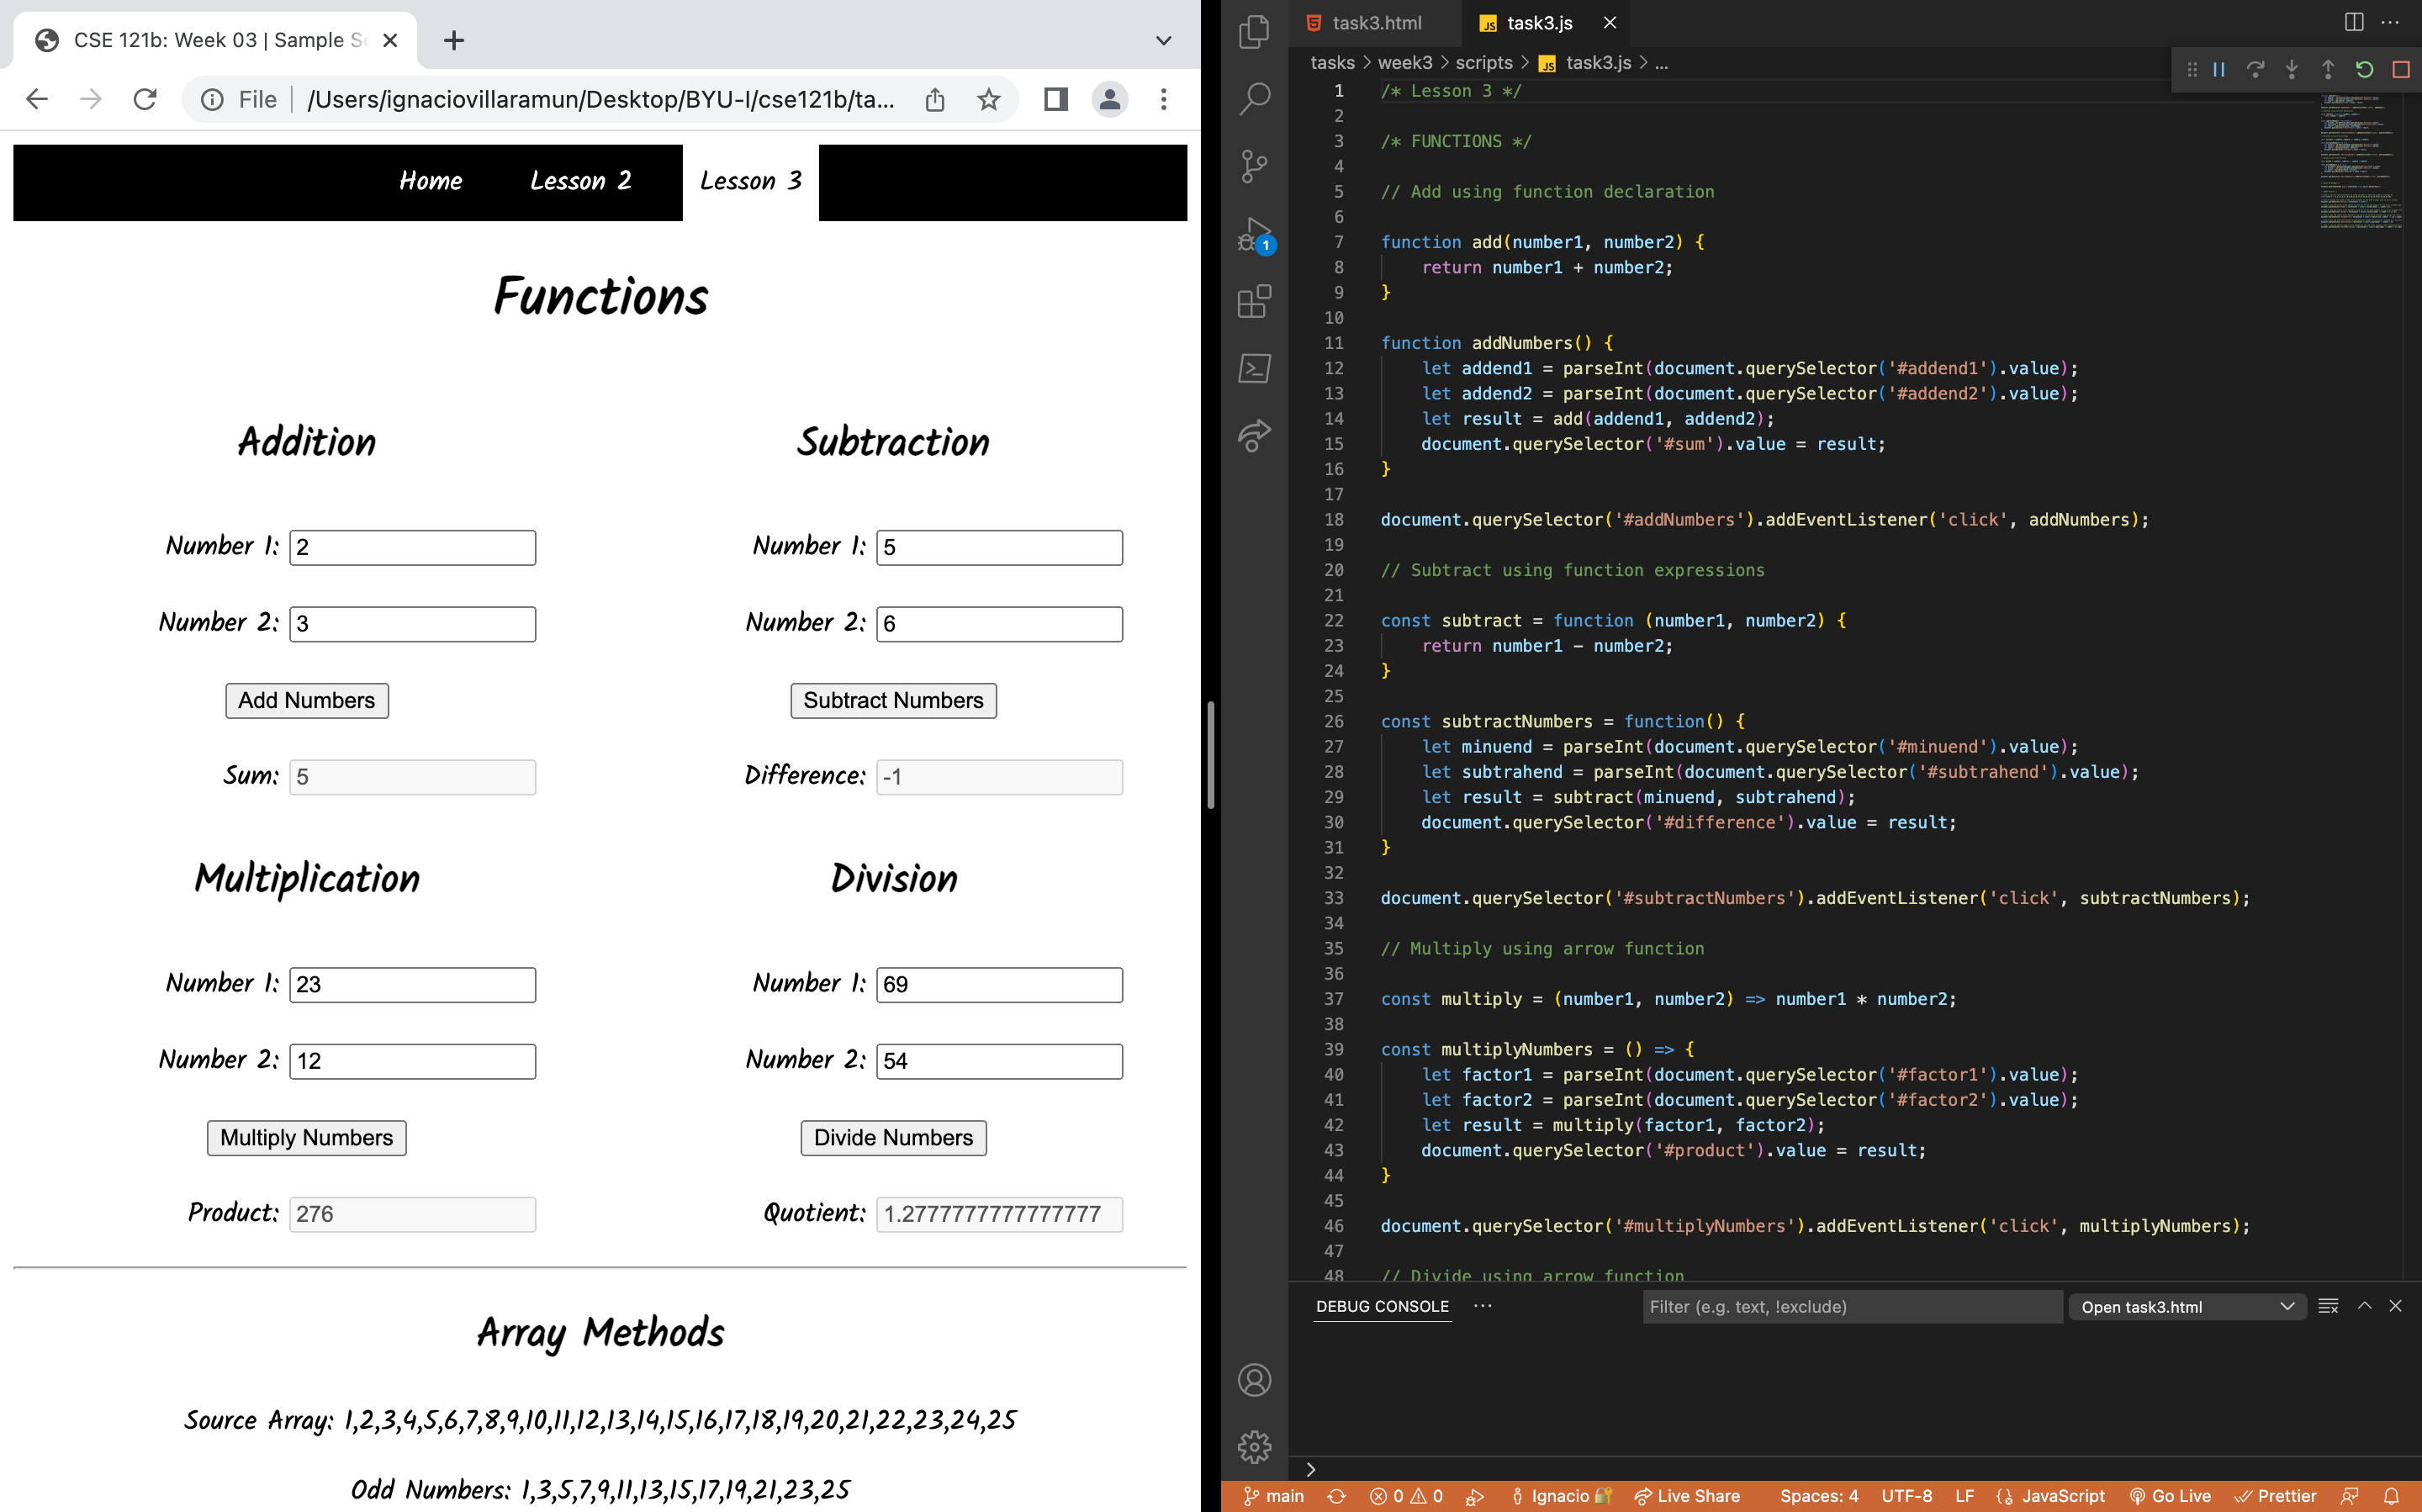 CSE 121b: Week 03 | Sample
File
/Users/ignaciovillaramun/Desktop/BYU-I/cse121b/ta...
Home
Lesson 2
Lesson 3
Functions
Addition
Number 1: 2
Number 2: 3
Add Numbers
Sum: 5
Subtraction
Number 1: 5
Number 2: 6
Subtract Numbers
Difference: -1
Multiplication
Number 1: 23
Number 2: 12
Multiply Numbers
Product: 276
Division
Number 1: 69
Number 2: 54
Divide Numbers
Quotient: 1.2777777777777777
Array Methods
Source Array: 1,2,3,4,5,6,7,8,9,10,11,12,13,14,15,16,17,18,19,20,21,22,23,24,25
Odd Numbers: 1,3,5,7,9,11,13,15,17,19,21,23,25
task3.html
JS task3.js
tasks > week3 > scripts > JS task3.js > ...
1 /* Lesson 3 */
2
3 /* FUNCTIONS */
4
5 // Add using function declaration
6
7 function add(number1, number2) {
8 return number1 + number2;
9 }
10
11 function addNumbers() {
12 let addend1 = parseInt(document.querySelector('#addend1').value);
13 let addend2 = parseInt(document.querySelector('#addend2').value);
14 let result = add(addend1, addend2);
15 document.querySelector('#sum').value = result;
16 }
17
18 document.querySelector('#addNumbers').addEventListener('click', addNumbers);
19
20 // Subtract using function expressions
21
22 const subtract = function (number1, number2) {
23 return number1 - number2;
24 }
25
26 const subtractNumbers = function() {
27 let minuend = parseInt(document.querySelector('#minuend').value);
28 let subtrahend = parseInt(document.querySelector('#subtrahend').value);
29 let result = subtract(minuend, subtrahend);
30 document.querySelector('#difference').value = result;
31 }
32
33 document.querySelector('#subtractNumbers').addEventListener('click', subtractNumbers);
34
35 // Multiply using arrow function
36
37 const multiply = (number1, number2) => number1 * number2;
38
39 const multiplyNumbers = () => {
40 let factor1 = parseInt(document.querySelector('#factor1').value);
41 let factor2 = parseInt(document.querySelector('#factor2').value);
42 let result = multiply(factor1, factor2);
43 document.querySelector('#product').value = result;
44 }
45
46 document.querySelector('#multiplyNumbers').addEventListener('click', multiplyNumbers);
47
48 // Divide using arrow function
1
DEBUG CONSOLE
Filter (e.g. text, !exclude)
Open task3.html
main
0 0
Ignacio
Live Share
Spaces: 4
UTF-8
LF
JavaScript
Go Live
Prettier